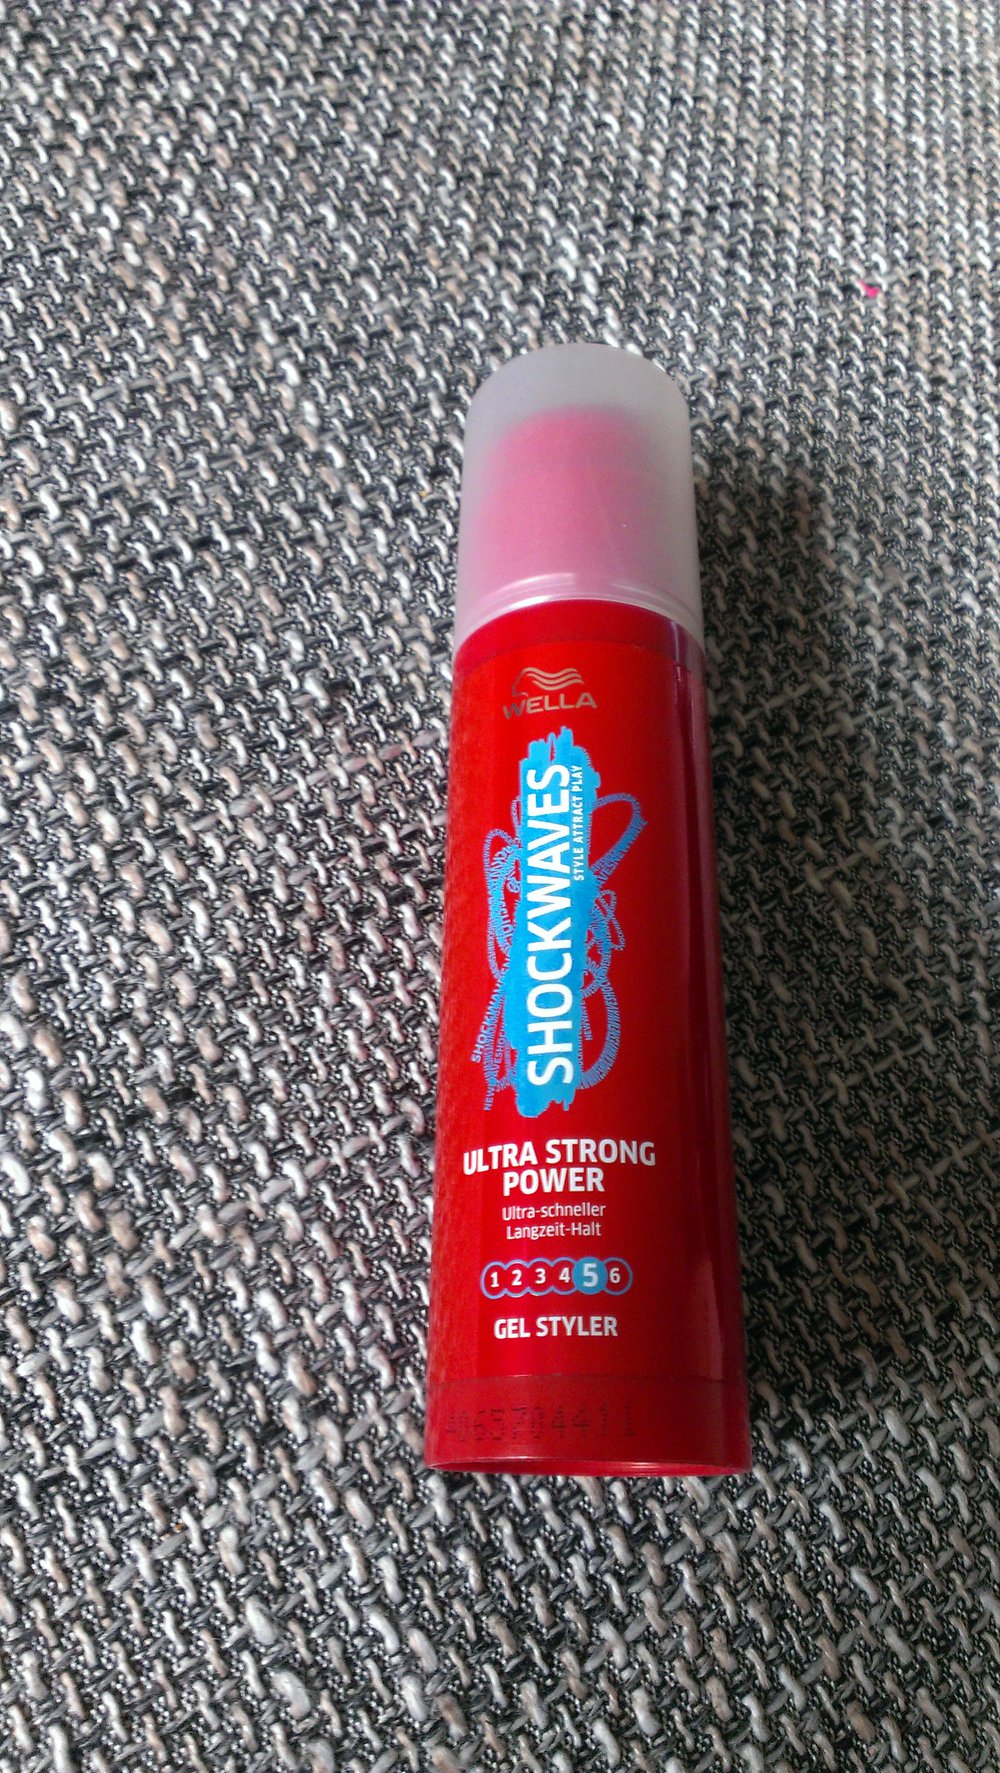 WELLA
SHOCKWAVES
STYLE ATTRACT PLAY
ULTRA STRONG
POWER
Ultra-schneller
Langzeit-Halt
1 2 3 4 5 6
GEL STYLER